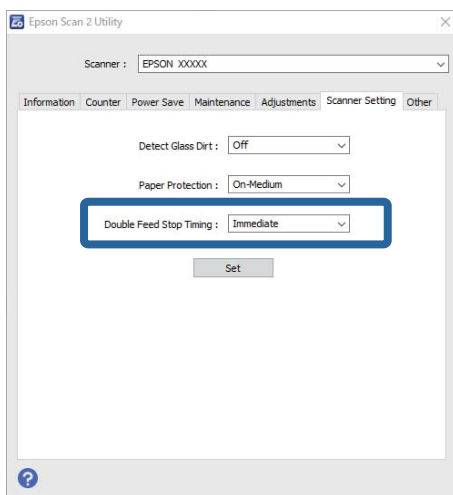 Epson Scan 2 Utility
Scanner : EPSON XXXXX
Information Counter Power Save Maintenance Adjustments Scanner Setting Other
Detect Glass Dirt : Off
Paper Protection : On-Medium
Double Feed Stop Timing : Immediate
Set
?